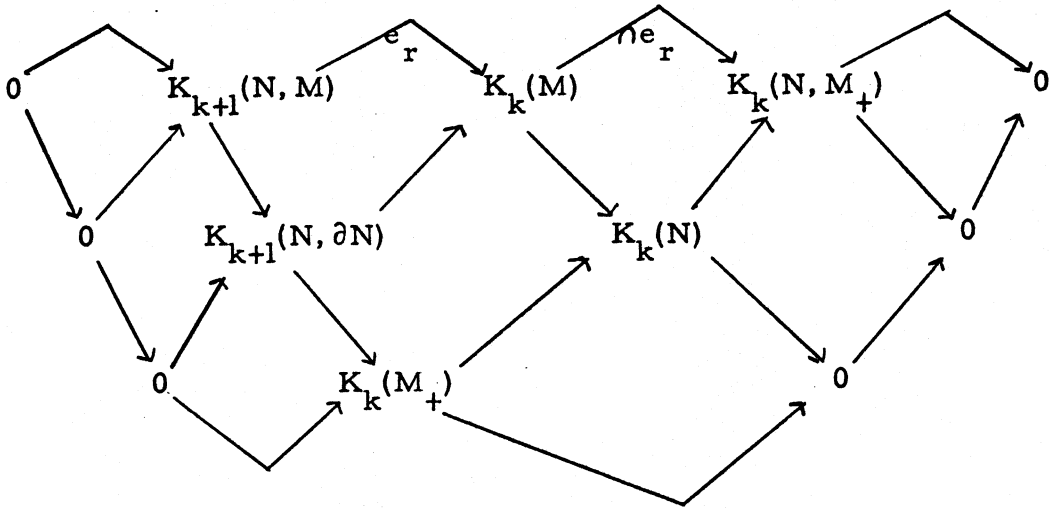 e_r ∩e_r
0 K_{k+1}(N, M) K_k(M) K_k(N, M_+) 0
0 K_{k+1}(N, ∂N) K_k(N) 0
0 K_k(M_+) 0